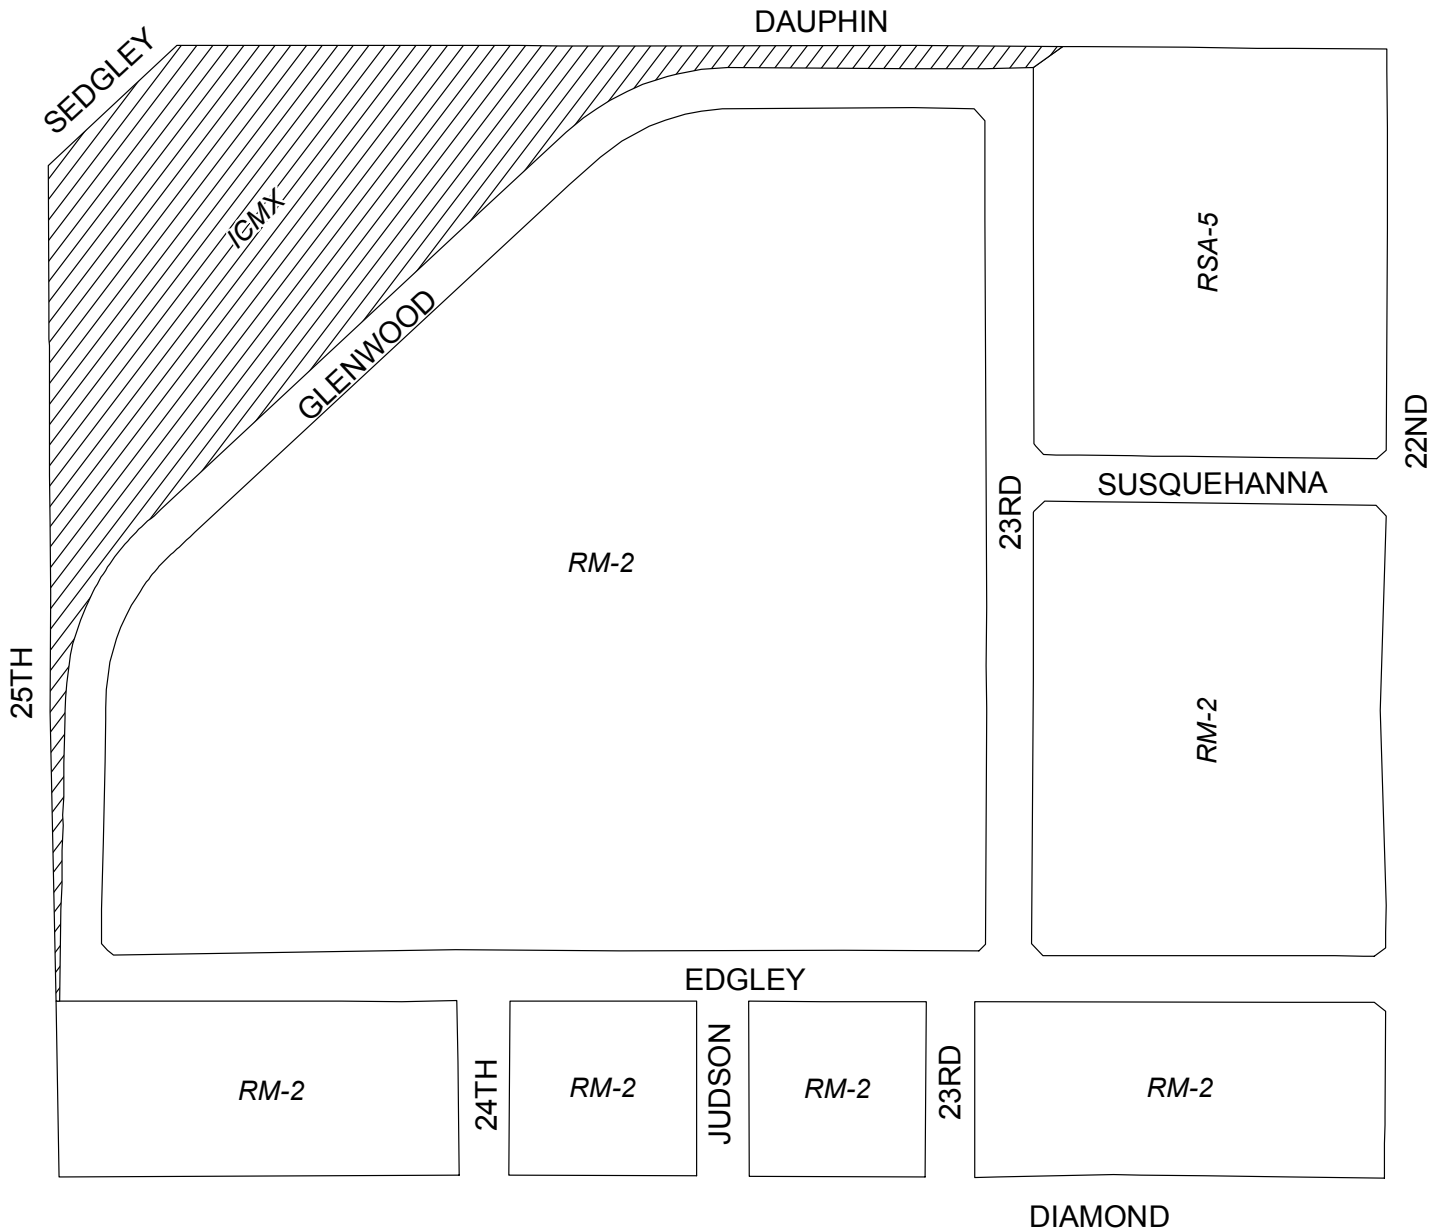 DAUPHIN
SEDGLEY
ICMX
RSA-5
GLENWOOD
22ND
SUSQUEHANNA
23RD
RM-2
25TH
RM-2
EDGLEY
RM-2
24TH
RM-2
JUDSON
RM-2
23RD
RM-2
DIAMOND